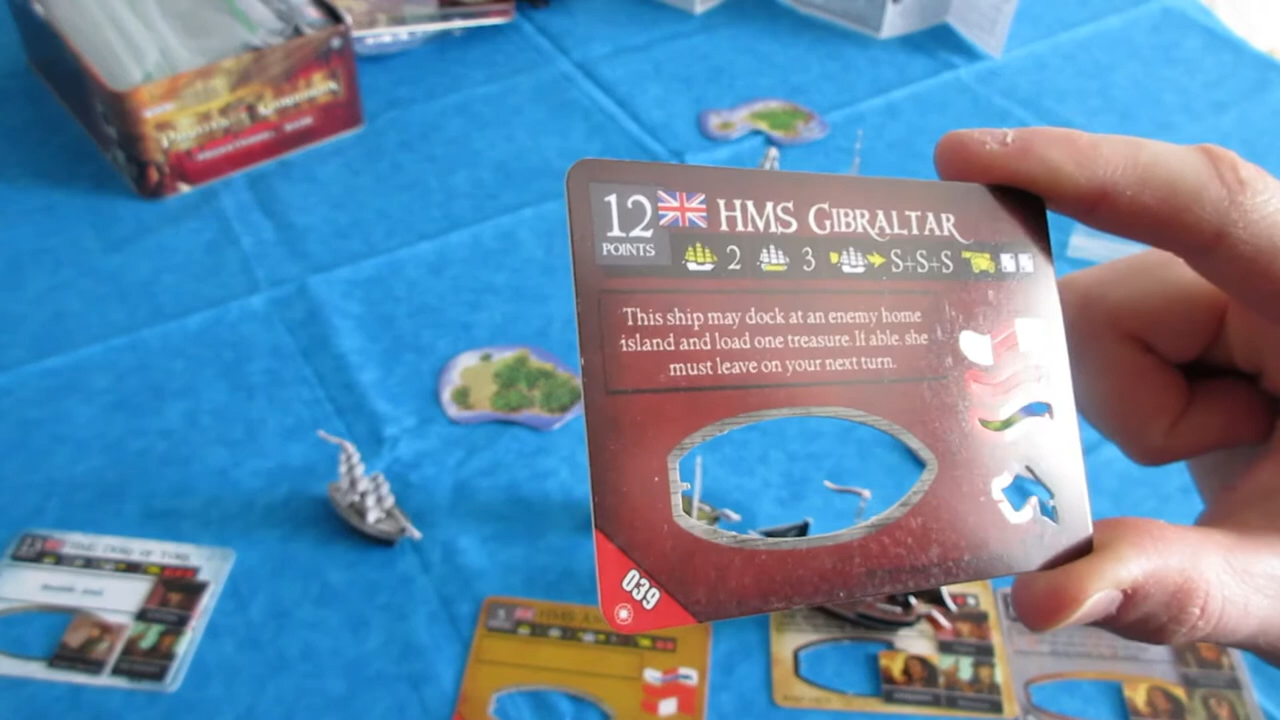 12
POINTS
HMS GIBRALTAR
2 3 S+S+S
This ship may dock at an enemy home
island and load one treasure. If able, she
must leave on your next turn.
039
HMS